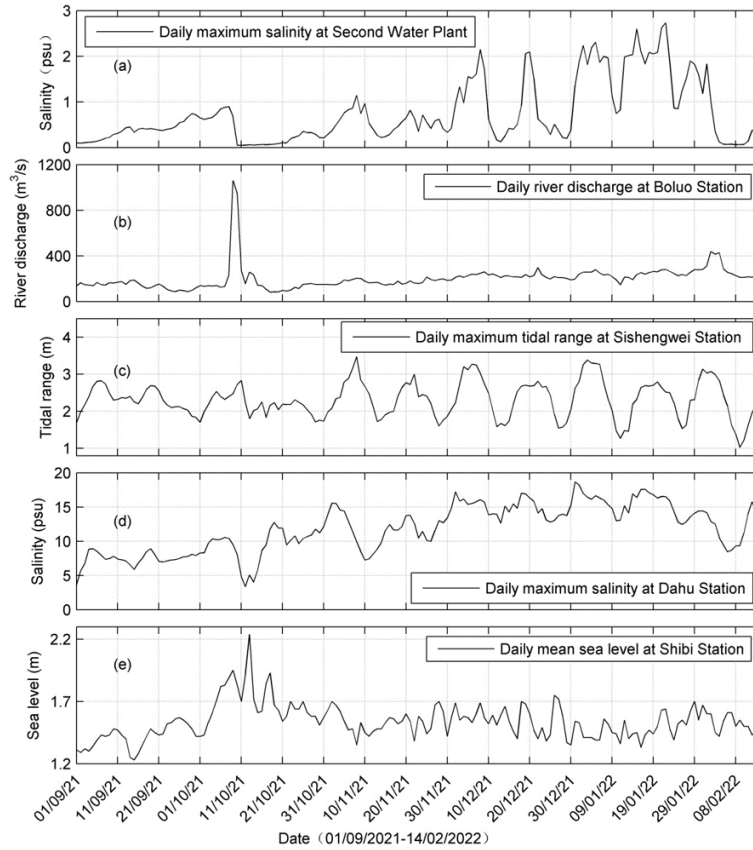 3
2
1
0
Salinity（psu）
(a)
Daily maximum salinity at Second Water Plant
1200
800
400
0
River discharge (m³/s)
(b)
Daily river discharge at Boluo Station
4
3
2
1
Tidal range (m)
(c)
Daily maximum tidal range at Sishengwei Station
20
15
10
5
0
Salinity (psu)
(d)
Daily maximum salinity at Dahu Station
2.2
1.7
1.2
Sea level (m)
(e)
Daily mean sea level at Shibi Station
01/09/21
11/09/21
21/09/21
01/10/21
11/10/21
21/10/21
31/10/21
10/11/21
20/11/21
30/11/21
10/12/21
20/12/21
30/12/21
09/01/22
19/01/22
29/01/22
08/02/22
Date（01/09/2021-14/02/2022）